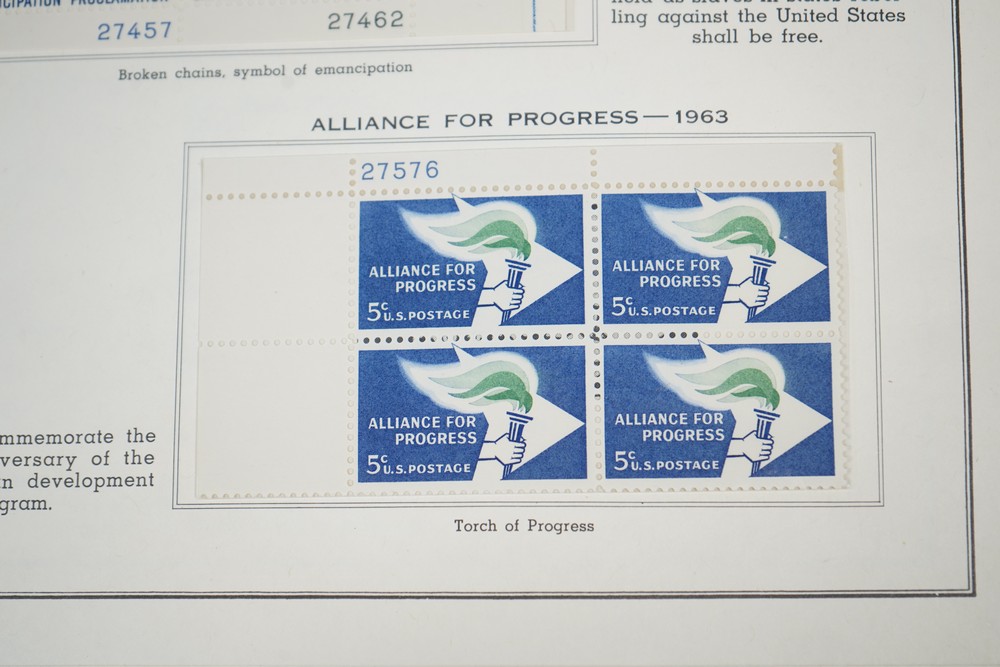 PROCLAMATION
27457
27462
ling against the United States
shall be free.
Broken chains, symbol of emancipation
ALLIANCE FOR PROGRESS — 1963
27576
ALLIANCE FOR
PROGRESS
5c U.S. POSTAGE
ALLIANCE FOR
PROGRESS
5c U.S. POSTAGE
ALLIANCE FOR
PROGRESS
5c U.S. POSTAGE
ALLIANCE FOR
PROGRESS
5c U.S. POSTAGE
mmemorate the
versary of the
n development
gram.
Torch of Progress